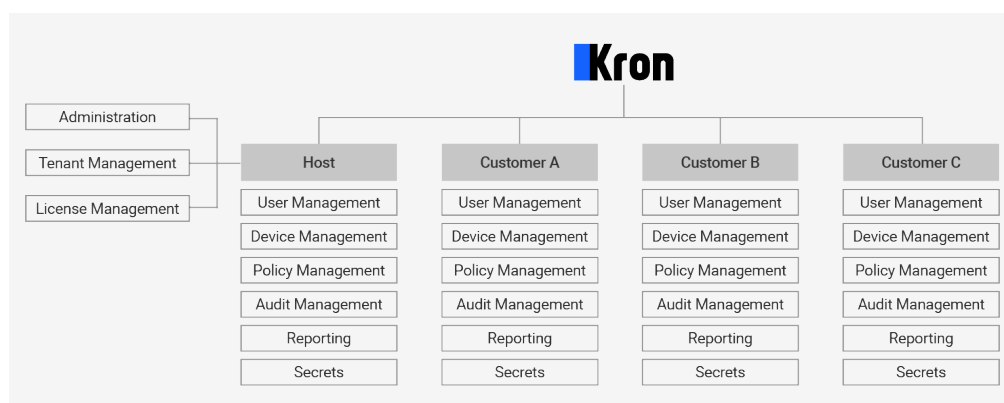 Kron
Administration
Tenant Management
License Management
Host
User Management
Device Management
Policy Management
Audit Management
Reporting
Secrets
Customer A
User Management
Device Management
Policy Management
Audit Management
Reporting
Secrets
Customer B
User Management
Device Management
Policy Management
Audit Management
Reporting
Secrets
Customer C
User Management
Device Management
Policy Management
Audit Management
Reporting
Secrets